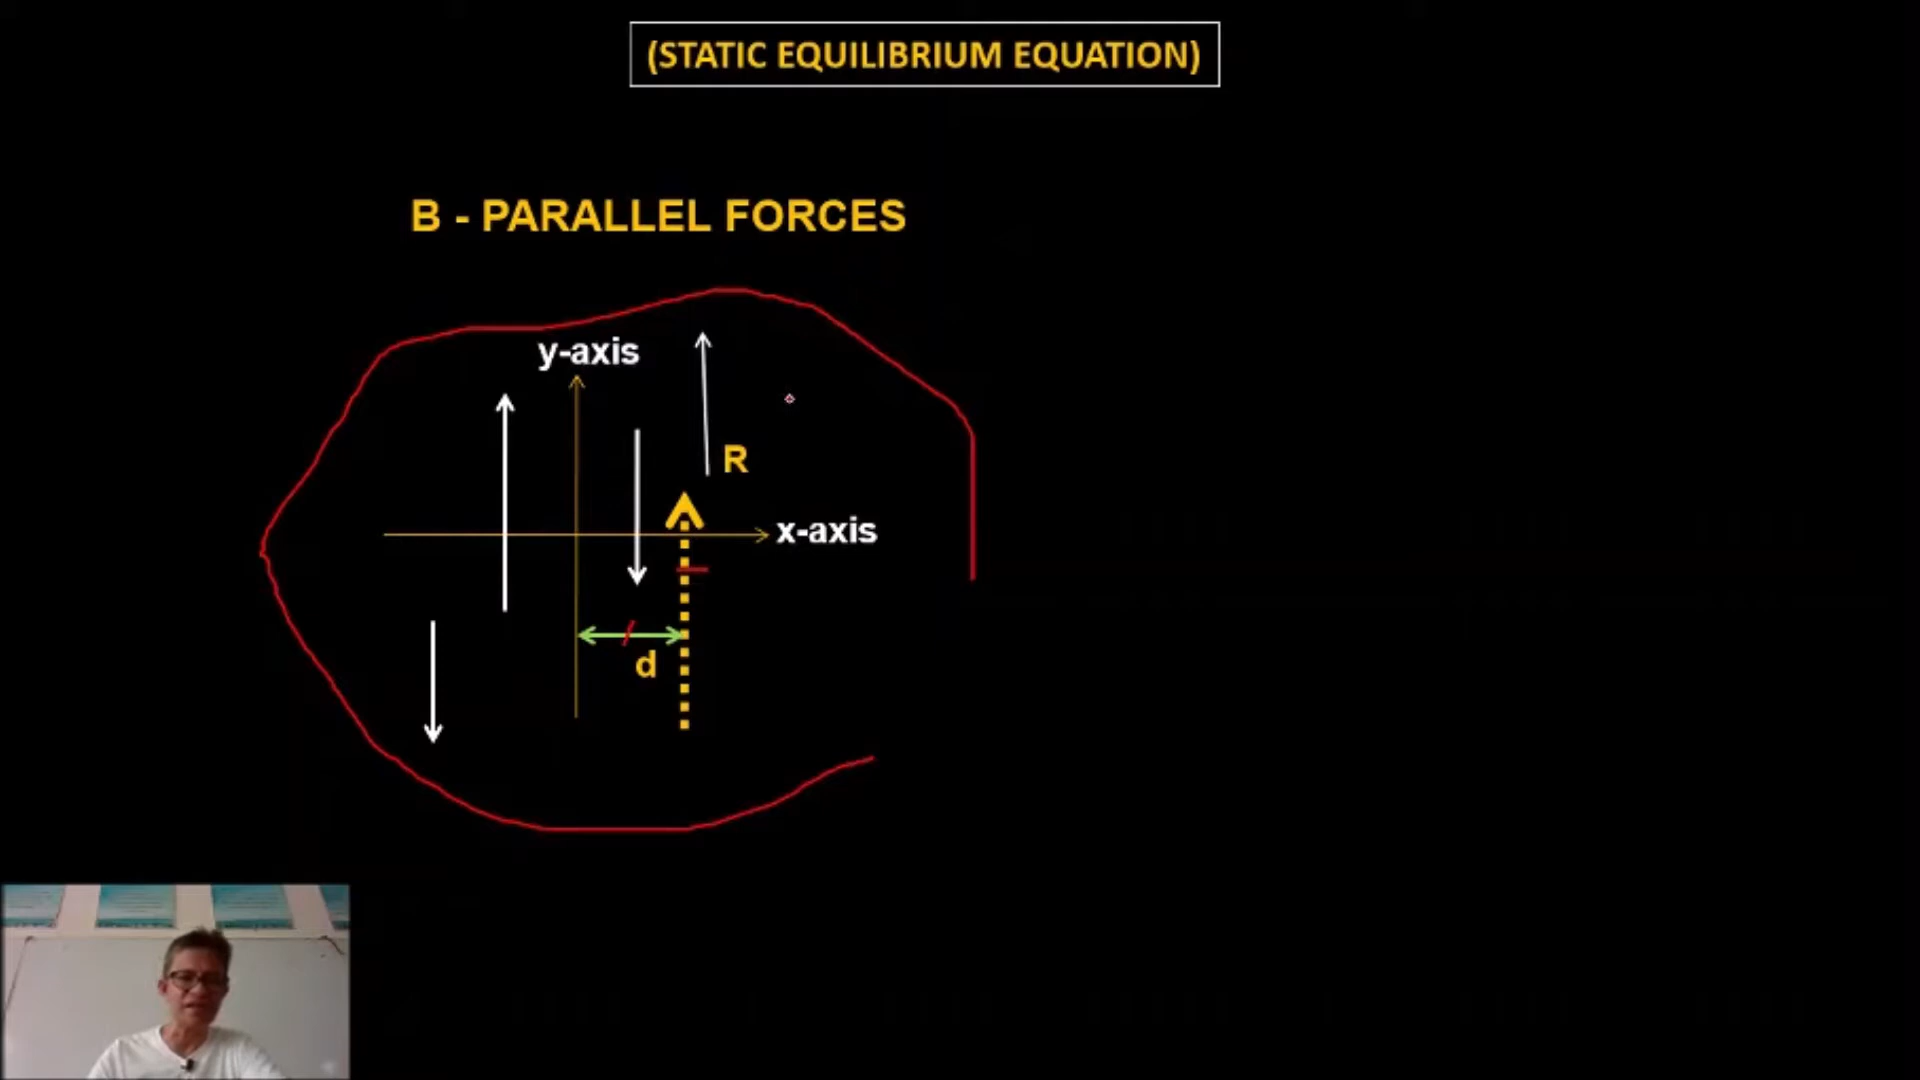 (STATIC EQUILIBRIUM EQUATION)
B - PARALLEL FORCES
y-axis
R
x-axis
d